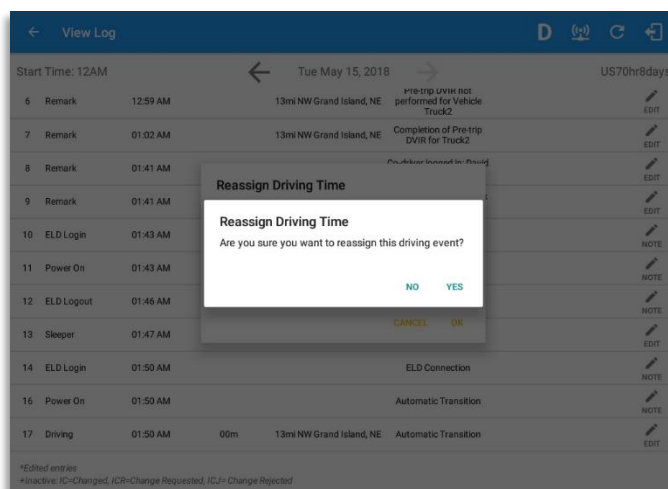 View Log
D
Start Time: 12AM
Tue May 15, 2018
US70hr8days
6 Remark 12:59 AM 13mi NW Grand Island, NE Pre-trip DVIR not
performed for Vehicle
Truck2
EDIT
7 Remark 01:02 AM 13mi NW Grand Island, NE Completion of Pre-trip
DVIR for Truck2
EDIT
8 Remark 01:41 AM Co-driver logged in: David
EDIT
Reassign Driving Time
9 Remark 01:41 AM
EDIT
Reassign Driving Time
Are you sure you want to reassign this driving event?
NO YES
10 ELD Login 01:43 AM
NOTE
11 Power On 01:43 AM
NOTE
12 ELD Logout 01:46 AM
NOTE
CANCEL OK
13 Sleeper 01:47 AM
EDIT
14 ELD Login 01:50 AM ELD Connection
NOTE
16 Power On 01:50 AM Automatic Transition
NOTE
17 Driving 01:50 AM 00m 13mi NW Grand Island, NE Automatic Transition
EDIT
*Edited entries
+Inactive: IC=Changed, ICR=Change Requested, ICJ= Change Rejected